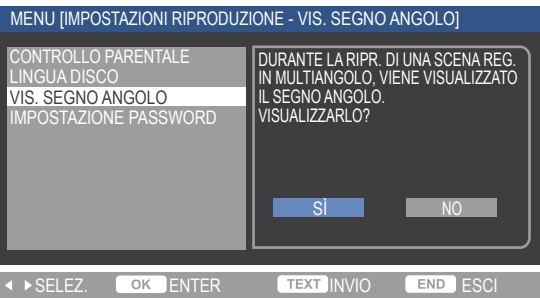 MENU [IMPOSTAZIONI RIPRODUZIONE - VIS. SEGNO ANGOLO]
CONTROLLO PARENTALE
LINGUA DISCO
VIS. SEGNO ANGOLO
IMPOSTAZIONE PASSWORD
DURANTE LA RIPR. DI UNA SCENA REG.
IN MULTIANGOLO, VIENE VISUALIZZATO
IL SEGNO ANGOLO.
VISUALIZZARLO?
SÌ NO
SELEZ. OK ENTER TEXT INVIO END ESCI